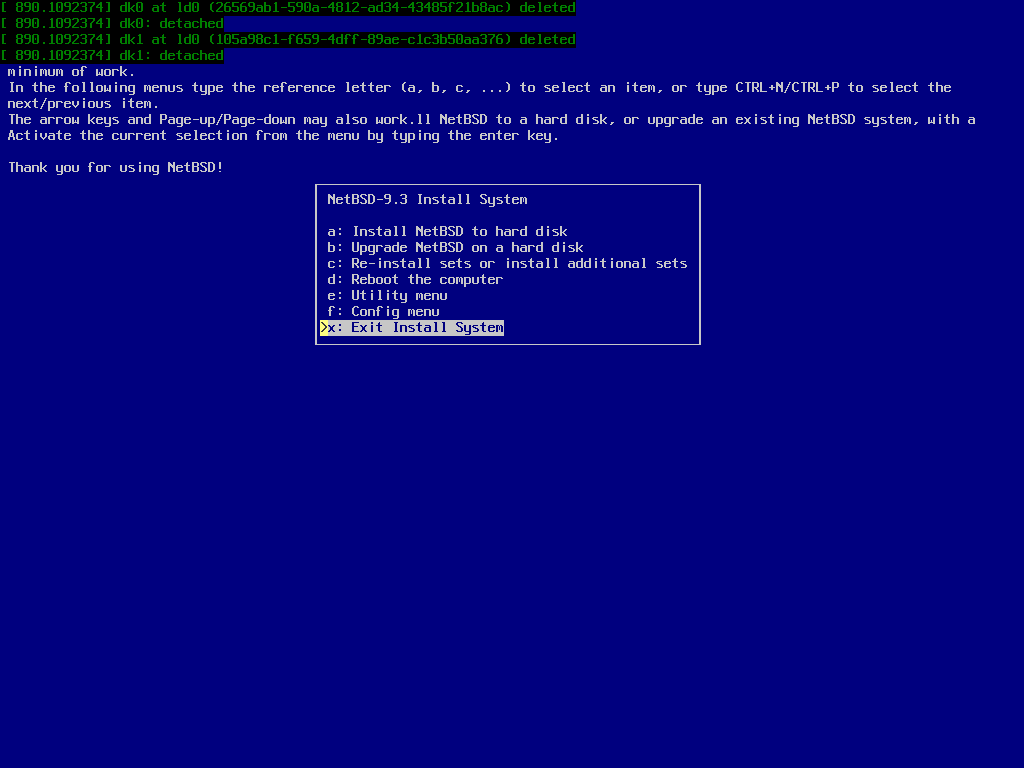 [ 890.1092374] dk0 at ld0 (26569ab1-590a-4812-ad34-43485f21b8ac) deleted
[ 890.1092374] dk0: detached
[ 890.1092374] dk1 at ld0 (105a98c1-f659-4dff-89ae-c1c3b50aa376) deleted
[ 890.1092374] dk1: detached
minimum of work.
In the following menus type the reference letter (a, b, c, ...) to select an item, or type CTRL+N/CTRL+P to select the
next/previous item.
The arrow keys and Page-up/Page-down may also work.ll NetBSD to a hard disk, or upgrade an existing NetBSD system, with a
Activate the current selection from the menu by typing the enter key.
Thank you for using NetBSD!
NetBSD-9.3 Install System
a: Install NetBSD to hard disk
b: Upgrade NetBSD on a hard disk
c: Re-install sets or install additional sets
d: Reboot the computer
e: Utility menu
f: Config menu
>x: Exit Install System